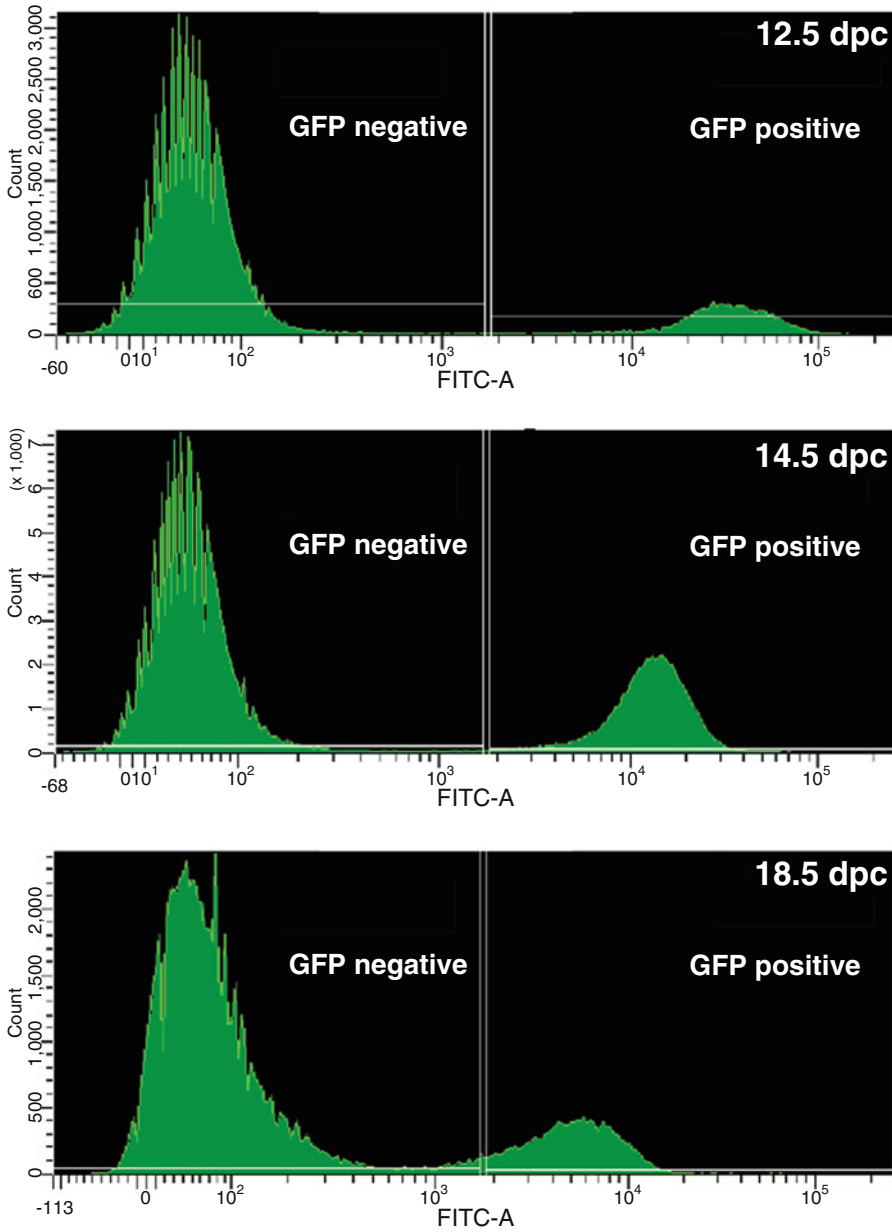 12.5 dpc
GFP negative GFP positive
Count
3,000
2,500
2,000
1,500
1,000
600
0
-60 0 10¹ 10² 10³ 10⁴ 10⁵
FITC-A
14.5 dpc
GFP negative GFP positive
(x 1,000)
Count
7
6
5
4
3
2
1
0
-68 0 10¹ 10² 10³ 10⁴ 10⁵
FITC-A
18.5 dpc
GFP negative GFP positive
Count
2,000
1,500
1,000
500
0
-113 0 10² 10³ 10⁴ 10⁵
FITC-A